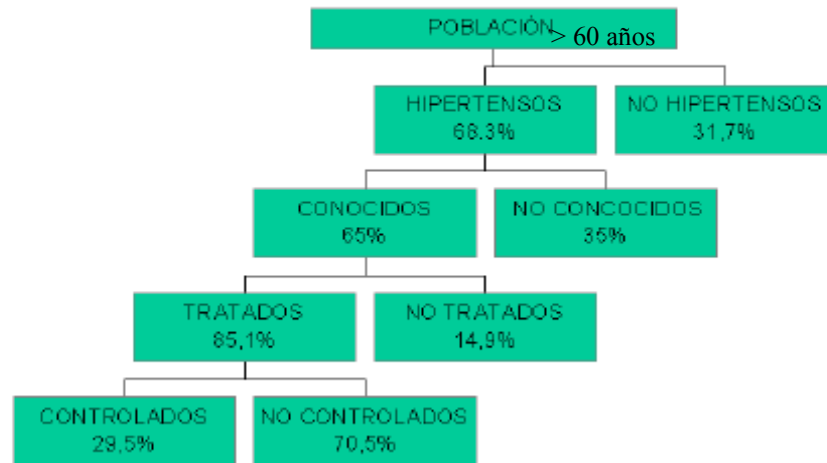 POBLACIÓN > 60 años
HIPERTENSOS
68.3%
NO HIPERTENSOS
31,7%
CONOCIDOS
65%
NO CONCOCIDOS
35%
TRATADOS
85,1%
NO TRATADOS
14,9%
CONTROLADOS
29,5%
NO CONTROLADOS
70,5%